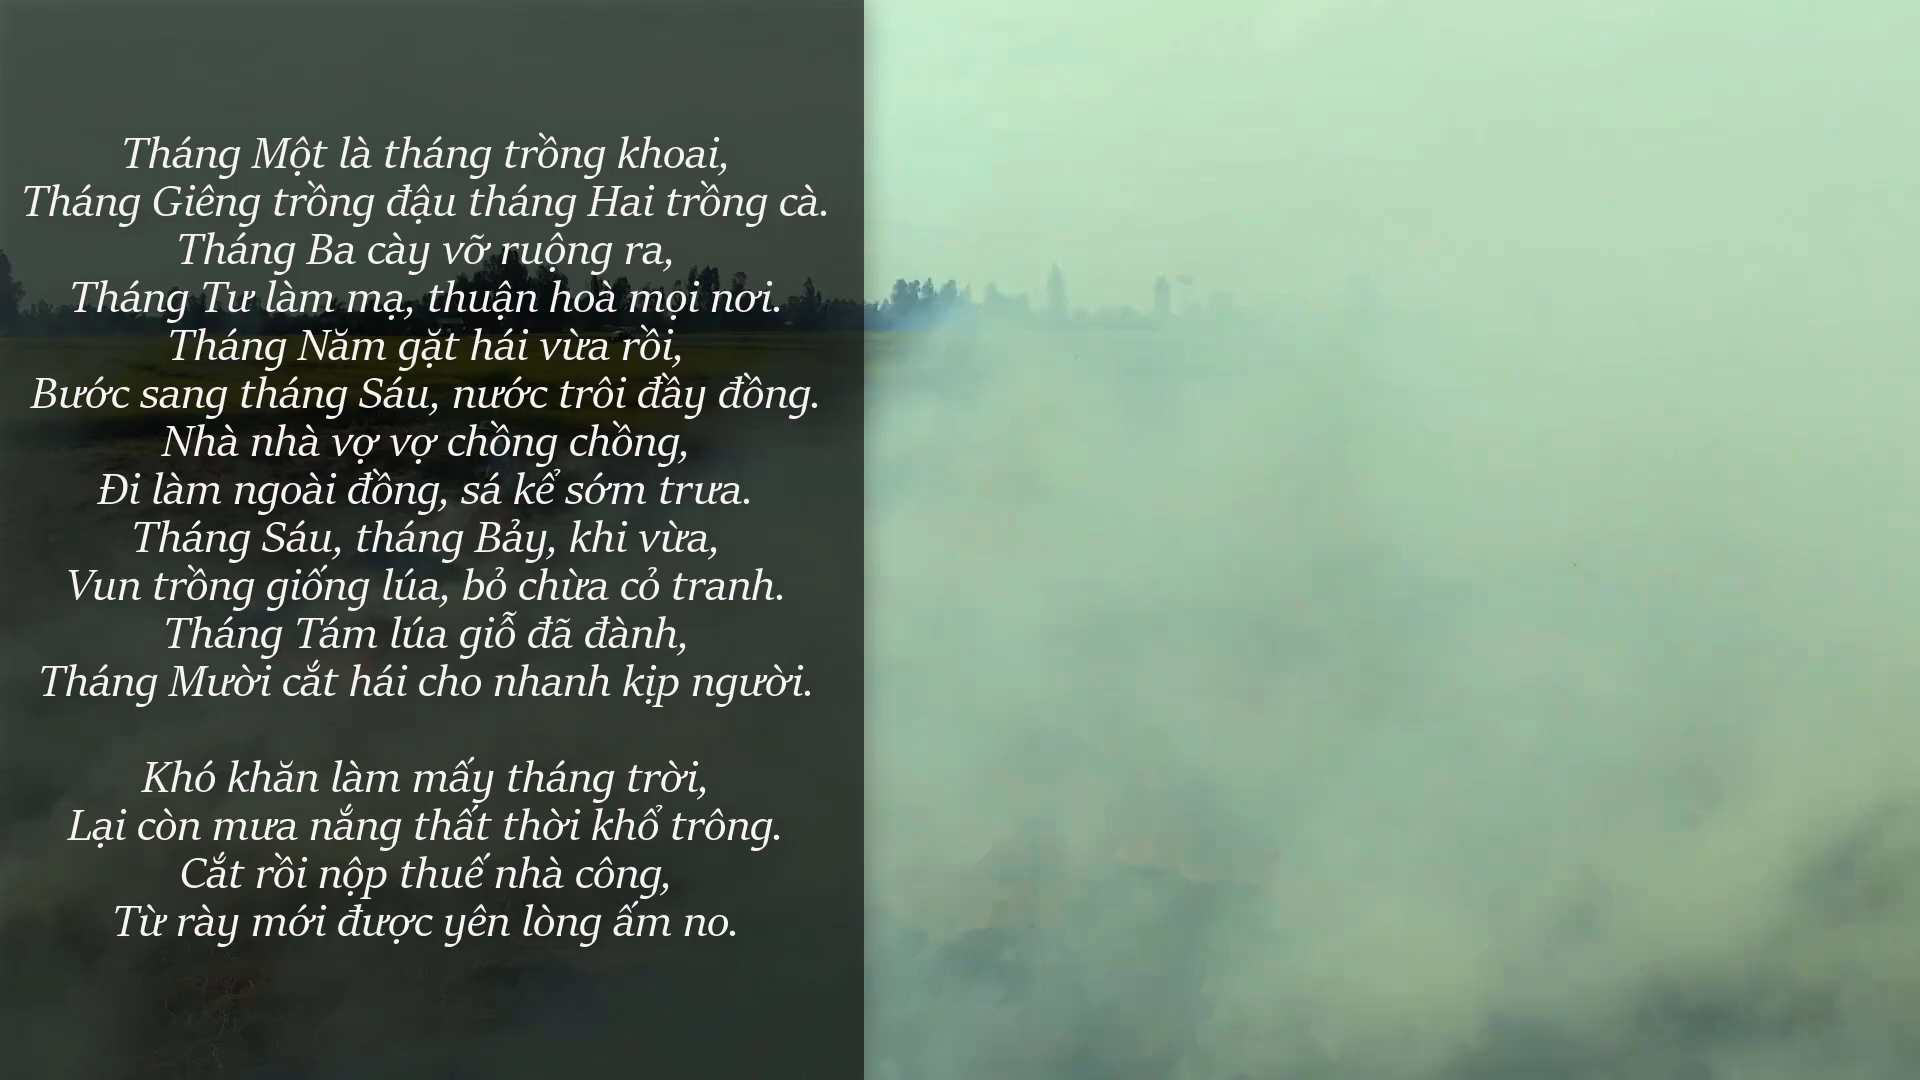 Tháng Một là tháng trồng khoai,
Tháng Giêng trồng đậu tháng Hai trồng cà.
Tháng Ba cày vỡ ruộng ra,
Tháng Tư làm mạ, thuận hoà mọi nơi.
Tháng Năm gặt hái vừa rồi,
Bước sang tháng Sáu, nước trôi đầy đồng.
Nhà nhà vợ vợ chồng chồng,
Đi làm ngoài đồng, sá kể sớm trưa.
Tháng Sáu, tháng Bảy, khi vừa,
Vun trồng giống lúa, bỏ chừa cỏ tranh.
Tháng Tám lúa giỗ đã đành,
Tháng Mười cắt hái cho nhanh kịp người.
Khó khăn làm mấy tháng trời,
Lại còn mưa nắng thất thời khổ trông.
Cắt rồi nộp thuế nhà công,
Từ rày mới được yên lòng ấm no.